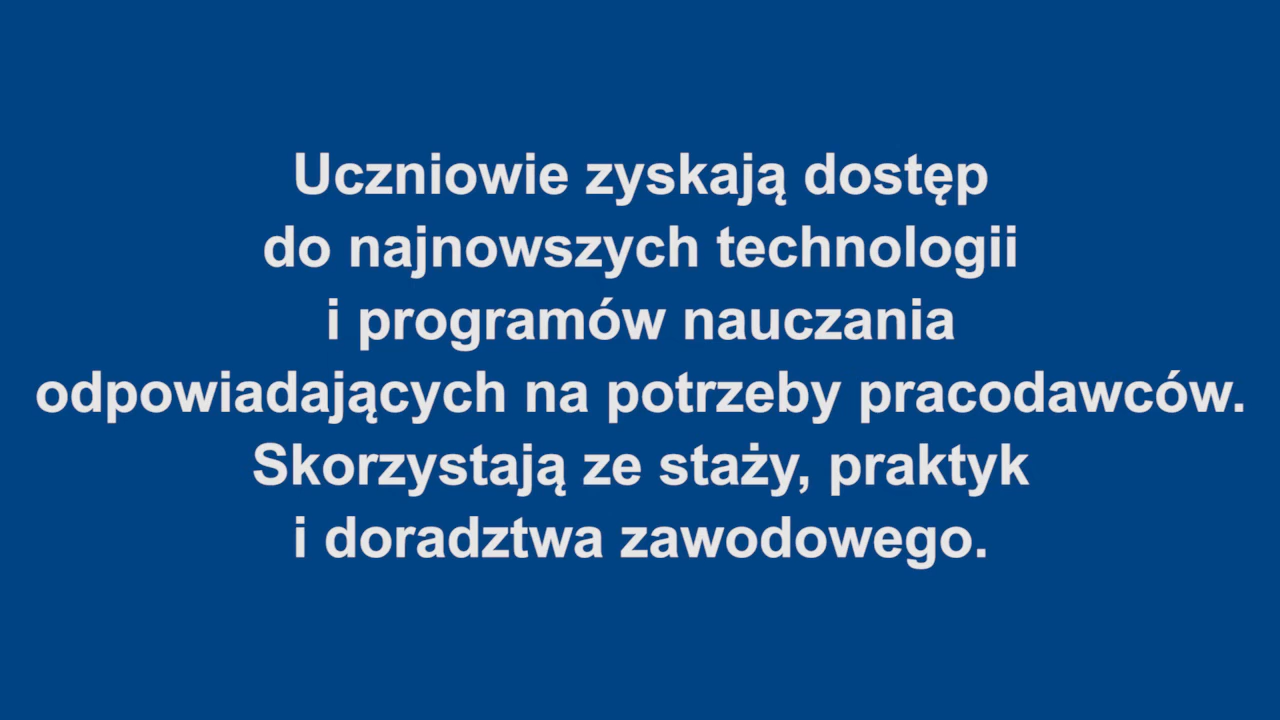 Uczniowie zyskają dostęp
do najnowszych technologii
i programów nauczania
odpowiadających na potrzeby pracodawców.
Skorzystają ze staży, praktyk
i doradztwa zawodowego.